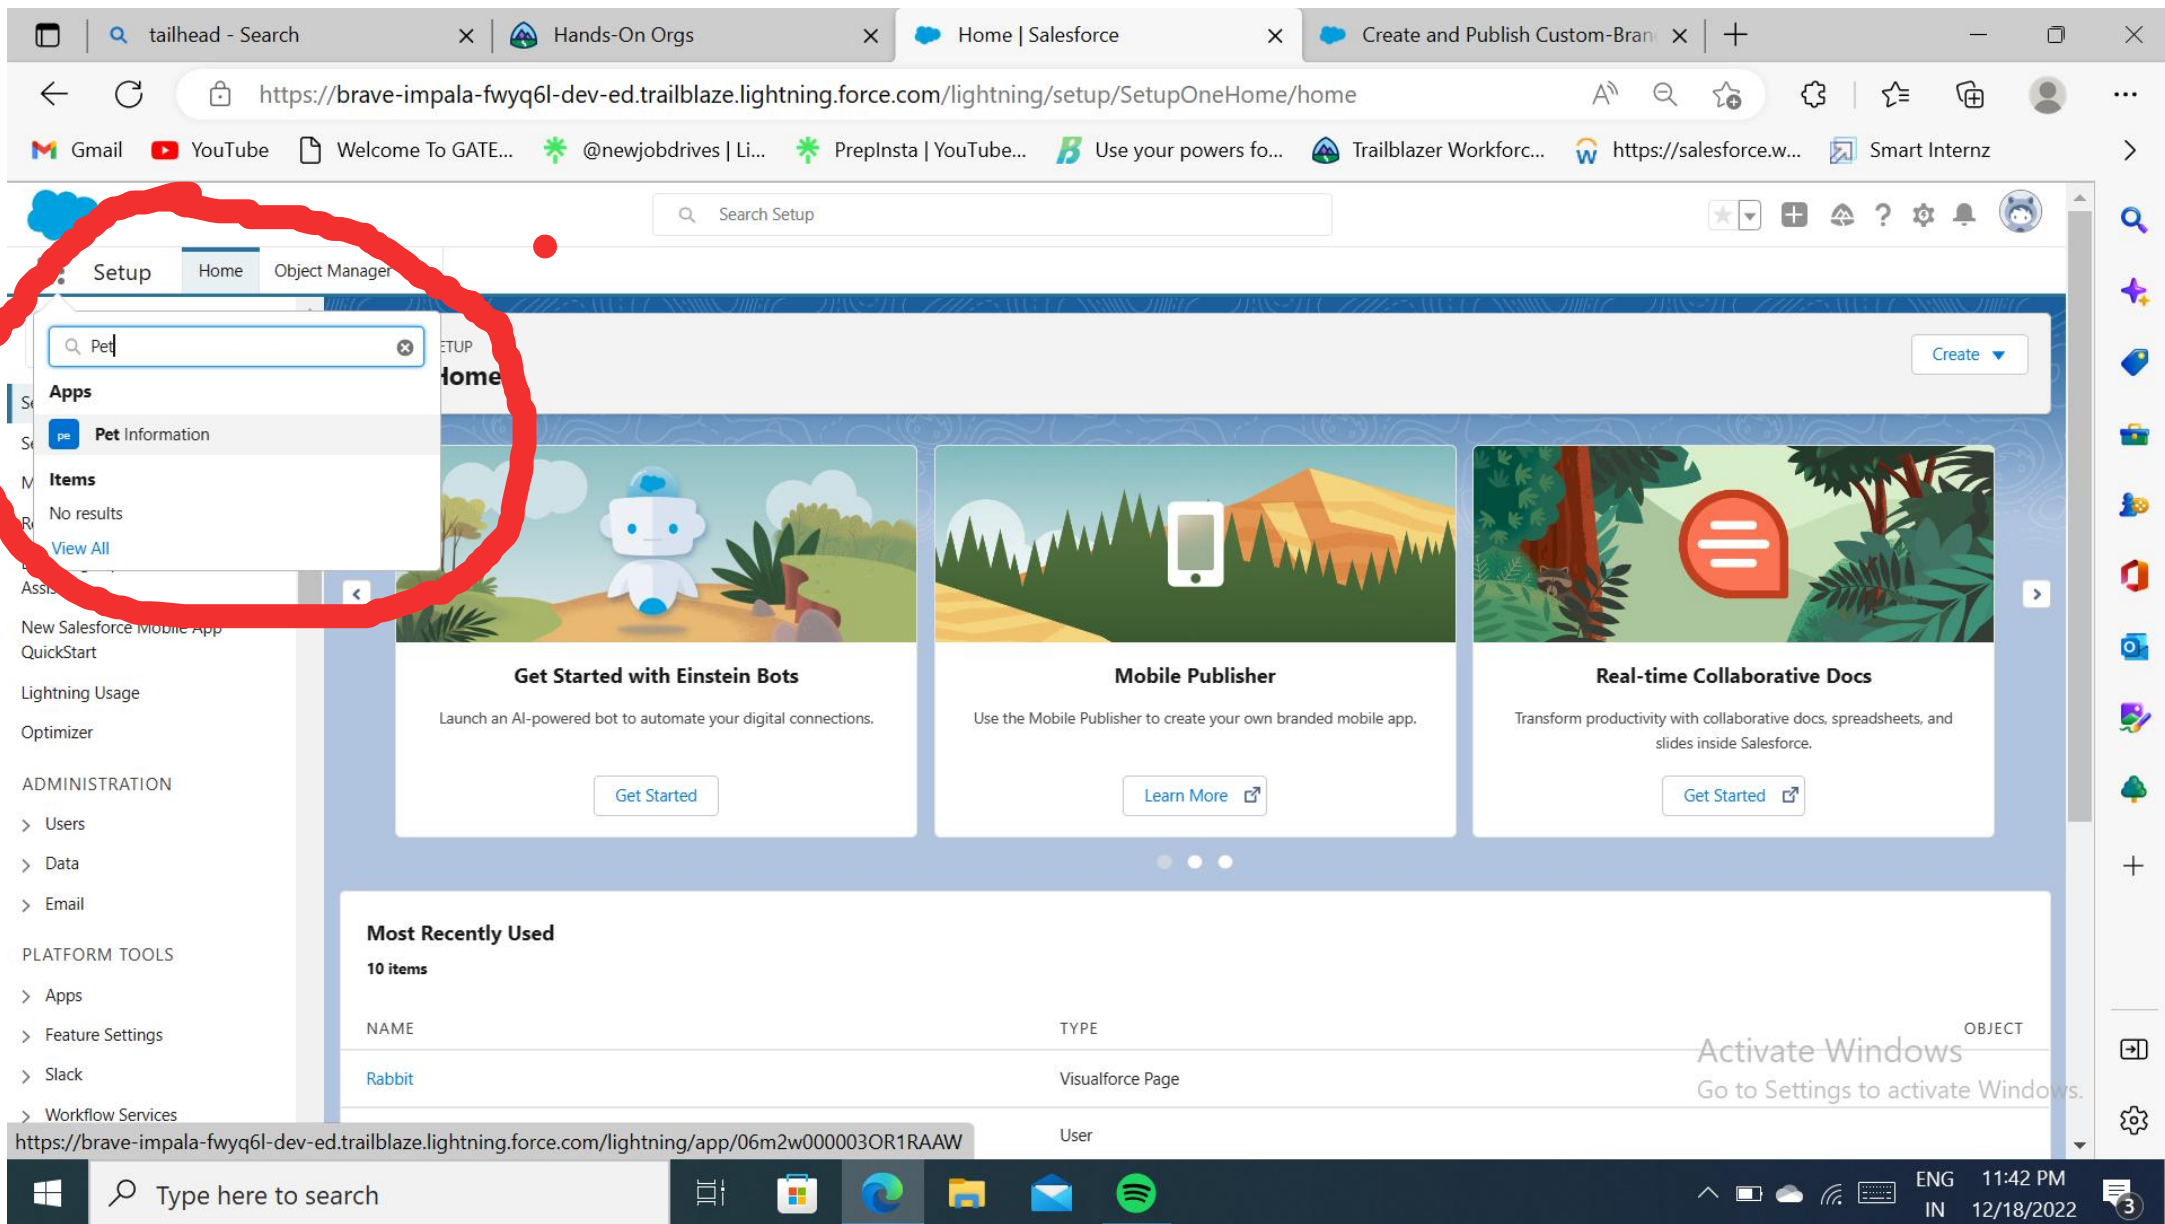 tailhead - Search
Hands-On Orgs
Home | Salesforce
Create and Publish Custom-Bran
https://brave-impala-fwyq6l-dev-ed.trailblaze.lightning.force.com/lightning/setup/SetupOneHome/home
Gmail
YouTube
Welcome To GATE...
@newjobdrives | Li...
PrepInsta | YouTube...
Use your powers fo...
Trailblazer Workforc...
https://salesforce.w...
Smart Internz
Search Setup
Setup
Home
Object Manager
Pet
Apps
pe
Pet Information
Items
No results
View All
ETUP
Home
Create
New Salesforce Mobile App
QuickStart
Lightning Usage
Optimizer
ADMINISTRATION
Users
Data
Email
PLATFORM TOOLS
Apps
Feature Settings
Slack
Workflow Services
Get Started with Einstein Bots
Launch an AI-powered bot to automate your digital connections.
Get Started
Mobile Publisher
Use the Mobile Publisher to create your own branded mobile app.
Learn More
Real-time Collaborative Docs
Transform productivity with collaborative docs, spreadsheets, and
slides inside Salesforce.
Get Started
Most Recently Used
10 items
NAME
TYPE
OBJECT
Rabbit
Visualforce Page
User
Activate Windows
Go to Settings to activate Windows.
https://brave-impala-fwyq6l-dev-ed.trailblaze.lightning.force.com/lightning/app/06m2w000003OR1RAAW
Type here to search
ENG
IN
11:42 PM
12/18/2022
3